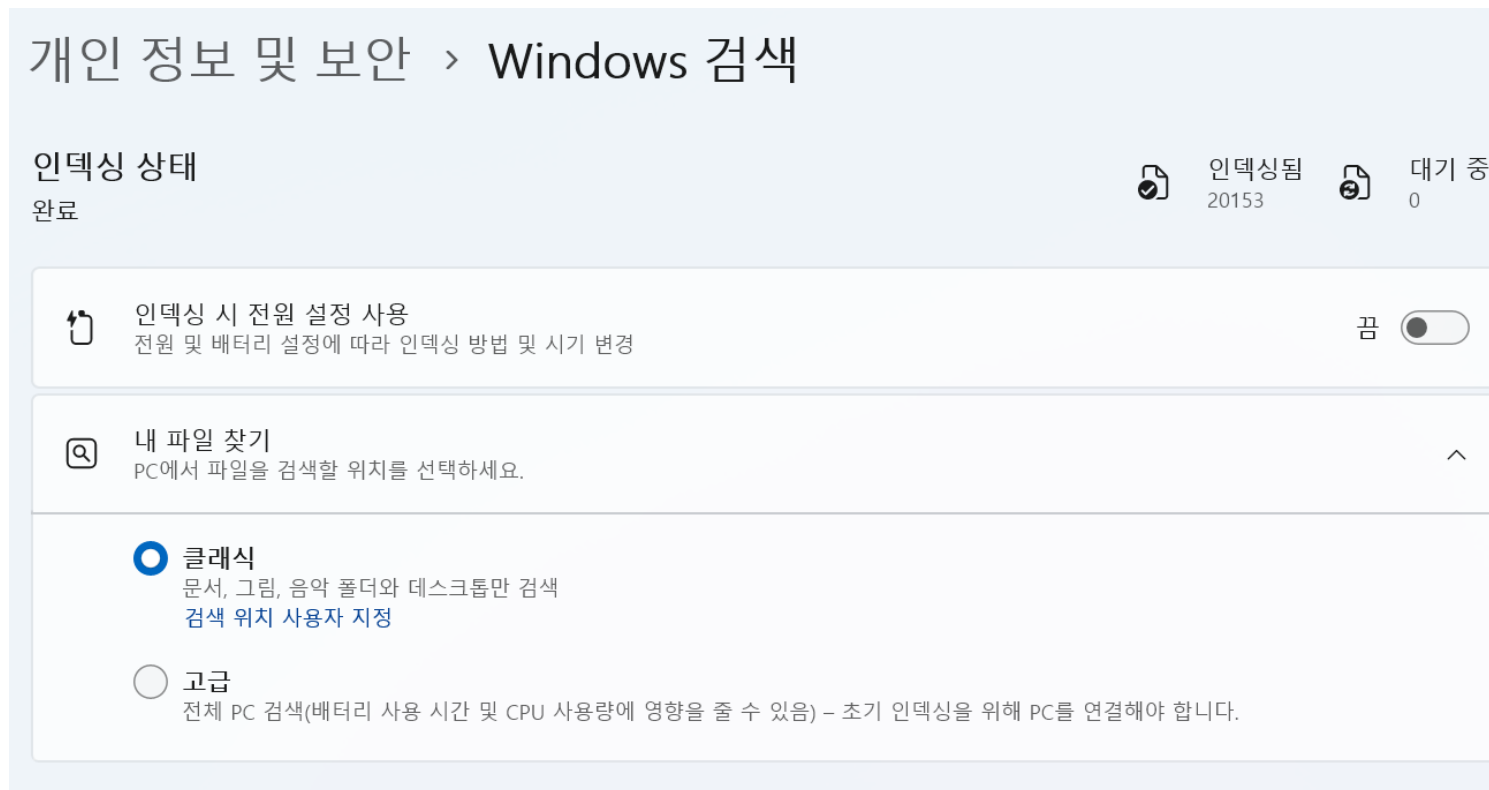 개인 정보 및 보안 › Windows 검색
인덱싱 상태
완료
인덱싱됨
20153
대기 중
0
인덱싱 시 전원 설정 사용
전원 및 배터리 설정에 따라 인덱싱 방법 및 시기 변경
끔
내 파일 찾기
PC에서 파일을 검색할 위치를 선택하세요.
클래식
문서, 그림, 음악 폴더와 데스크톱만 검색
검색 위치 사용자 지정
고급
전체 PC 검색(배터리 사용 시간 및 CPU 사용량에 영향을 줄 수 있음) – 초기 인덱싱을 위해 PC를 연결해야 합니다.